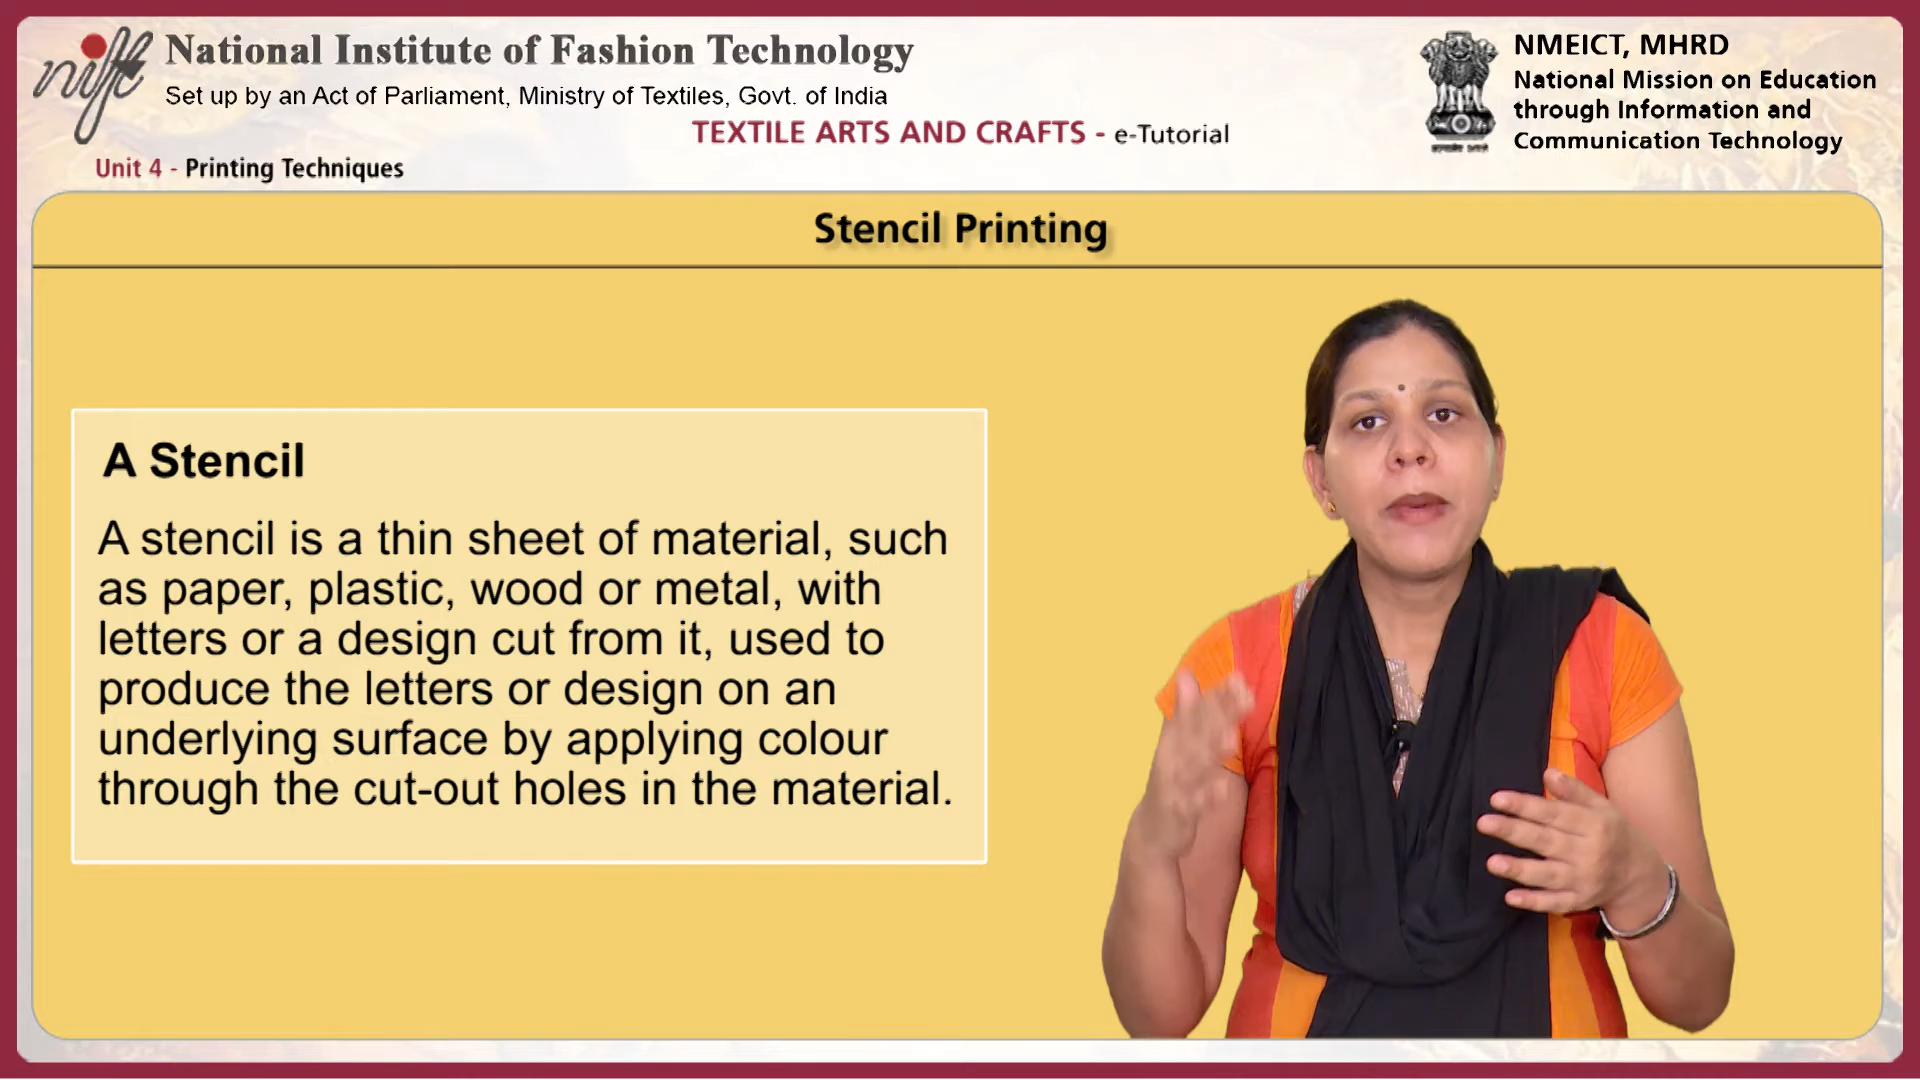 nift
National Institute of Fashion Technology
Set up by an Act of Parliament, Ministry of Textiles, Govt. of India
TEXTILE ARTS AND CRAFTS - e-Tutorial
Unit 4 - Printing Techniques
NMEICT, MHRD
National Mission on Education
through Information and
Communication Technology
Stencil Printing
A Stencil
A stencil is a thin sheet of material, such
as paper, plastic, wood or metal, with
letters or a design cut from it, used to
produce the letters or design on an
underlying surface by applying colour
through the cut-out holes in the material.